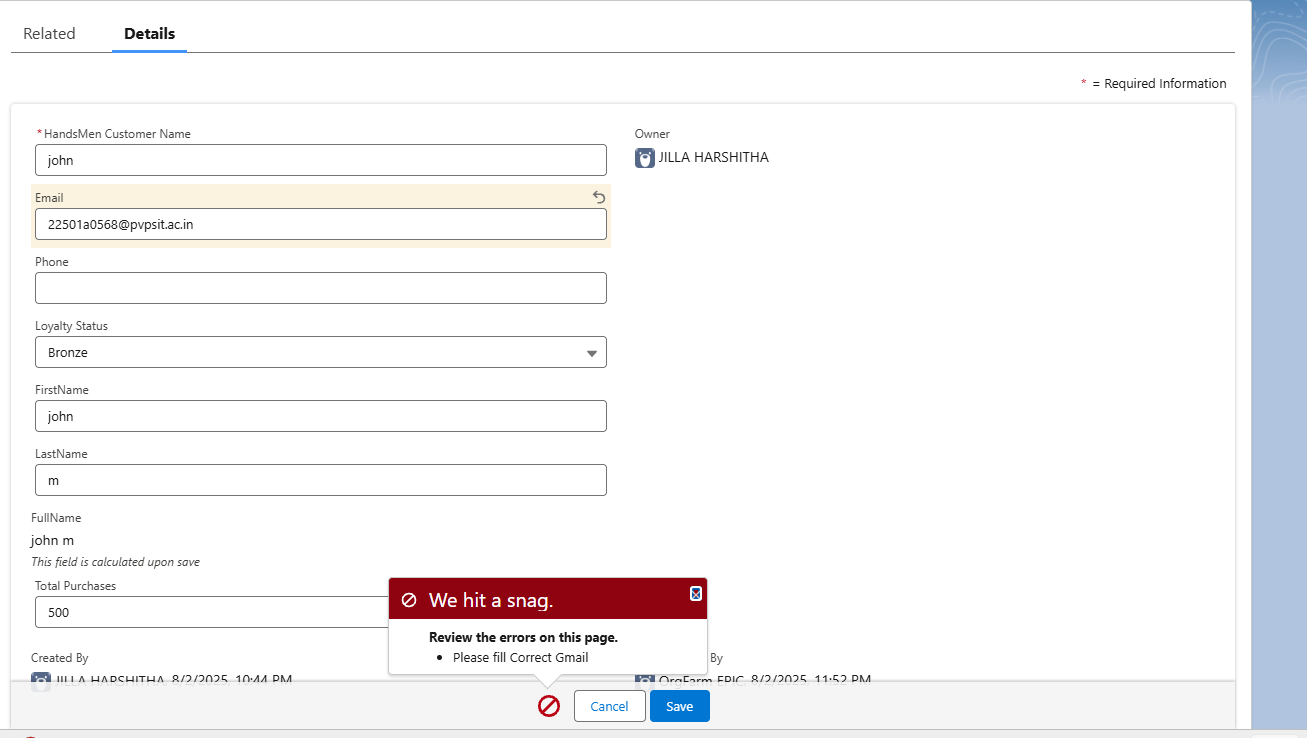 Related Details
* = Required Information
*HandsMen Customer Name
john
Owner
JILLA HARSHITHA
Email
22501a0568@pvpsit.ac.in
Phone
Loyalty Status
Bronze
FirstName
john
LastName
m
FullName
john m
This field is calculated upon save
Total Purchases
500
We hit a snag.
Review the errors on this page.
• Please fill Correct Gmail
Created By
JILLA HARSHITHA, 8/2/2025, 10:44 PM
By
OrgFarm EPIC, 8/2/2025, 11:52 PM
Cancel Save